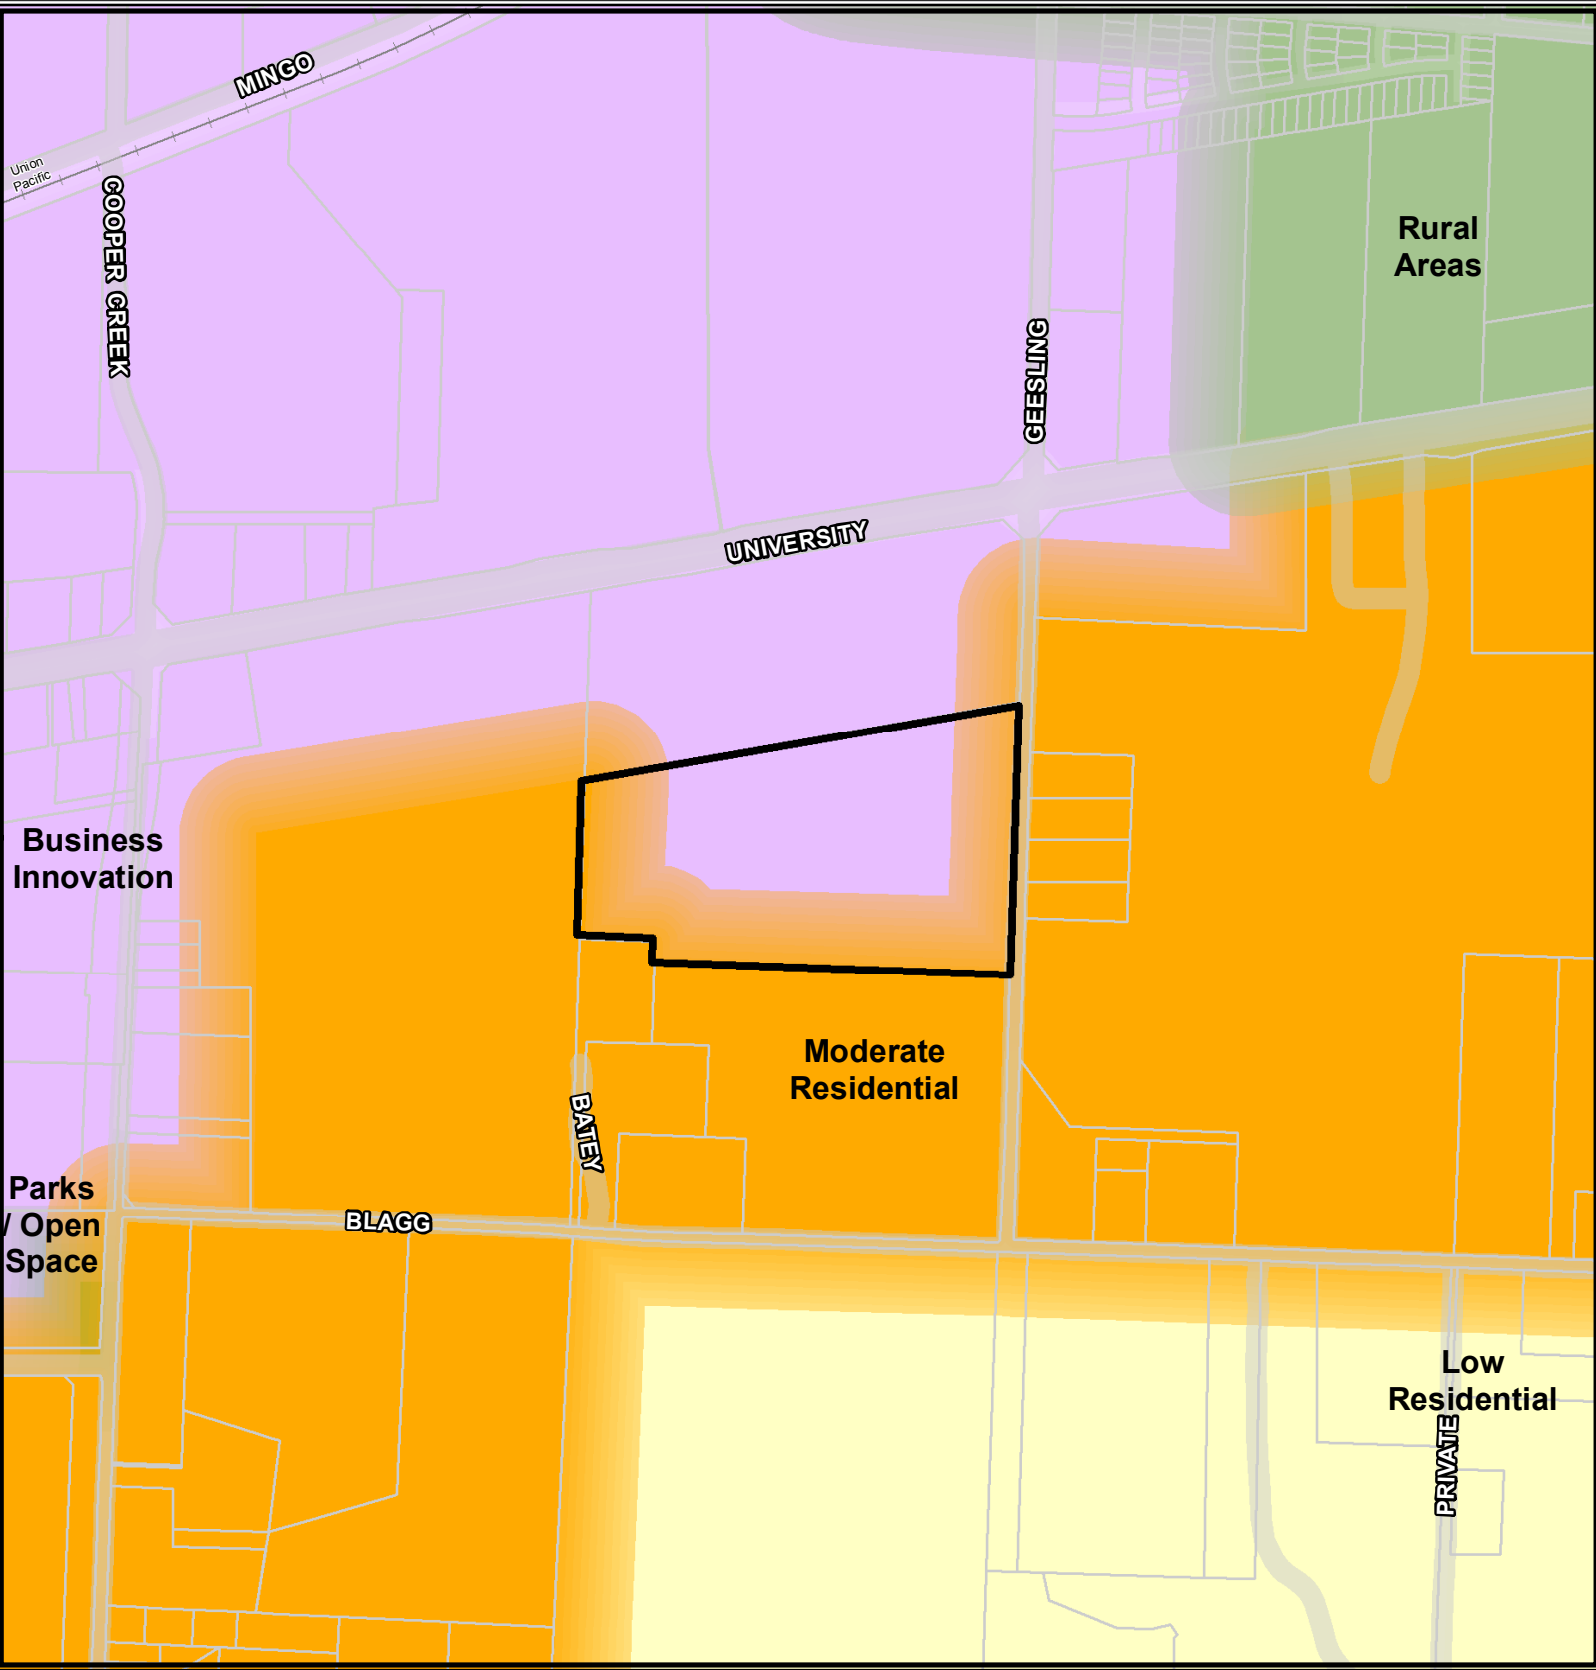 MINGO
Union
Pacific
COOPER CREEK
Rural
Areas
GEESLING
UNIVERSITY
Business
Innovation
Moderate
Residential
BATEY
Parks
/ Open
Space
BLAGG
Low
Residential
PRIVATE